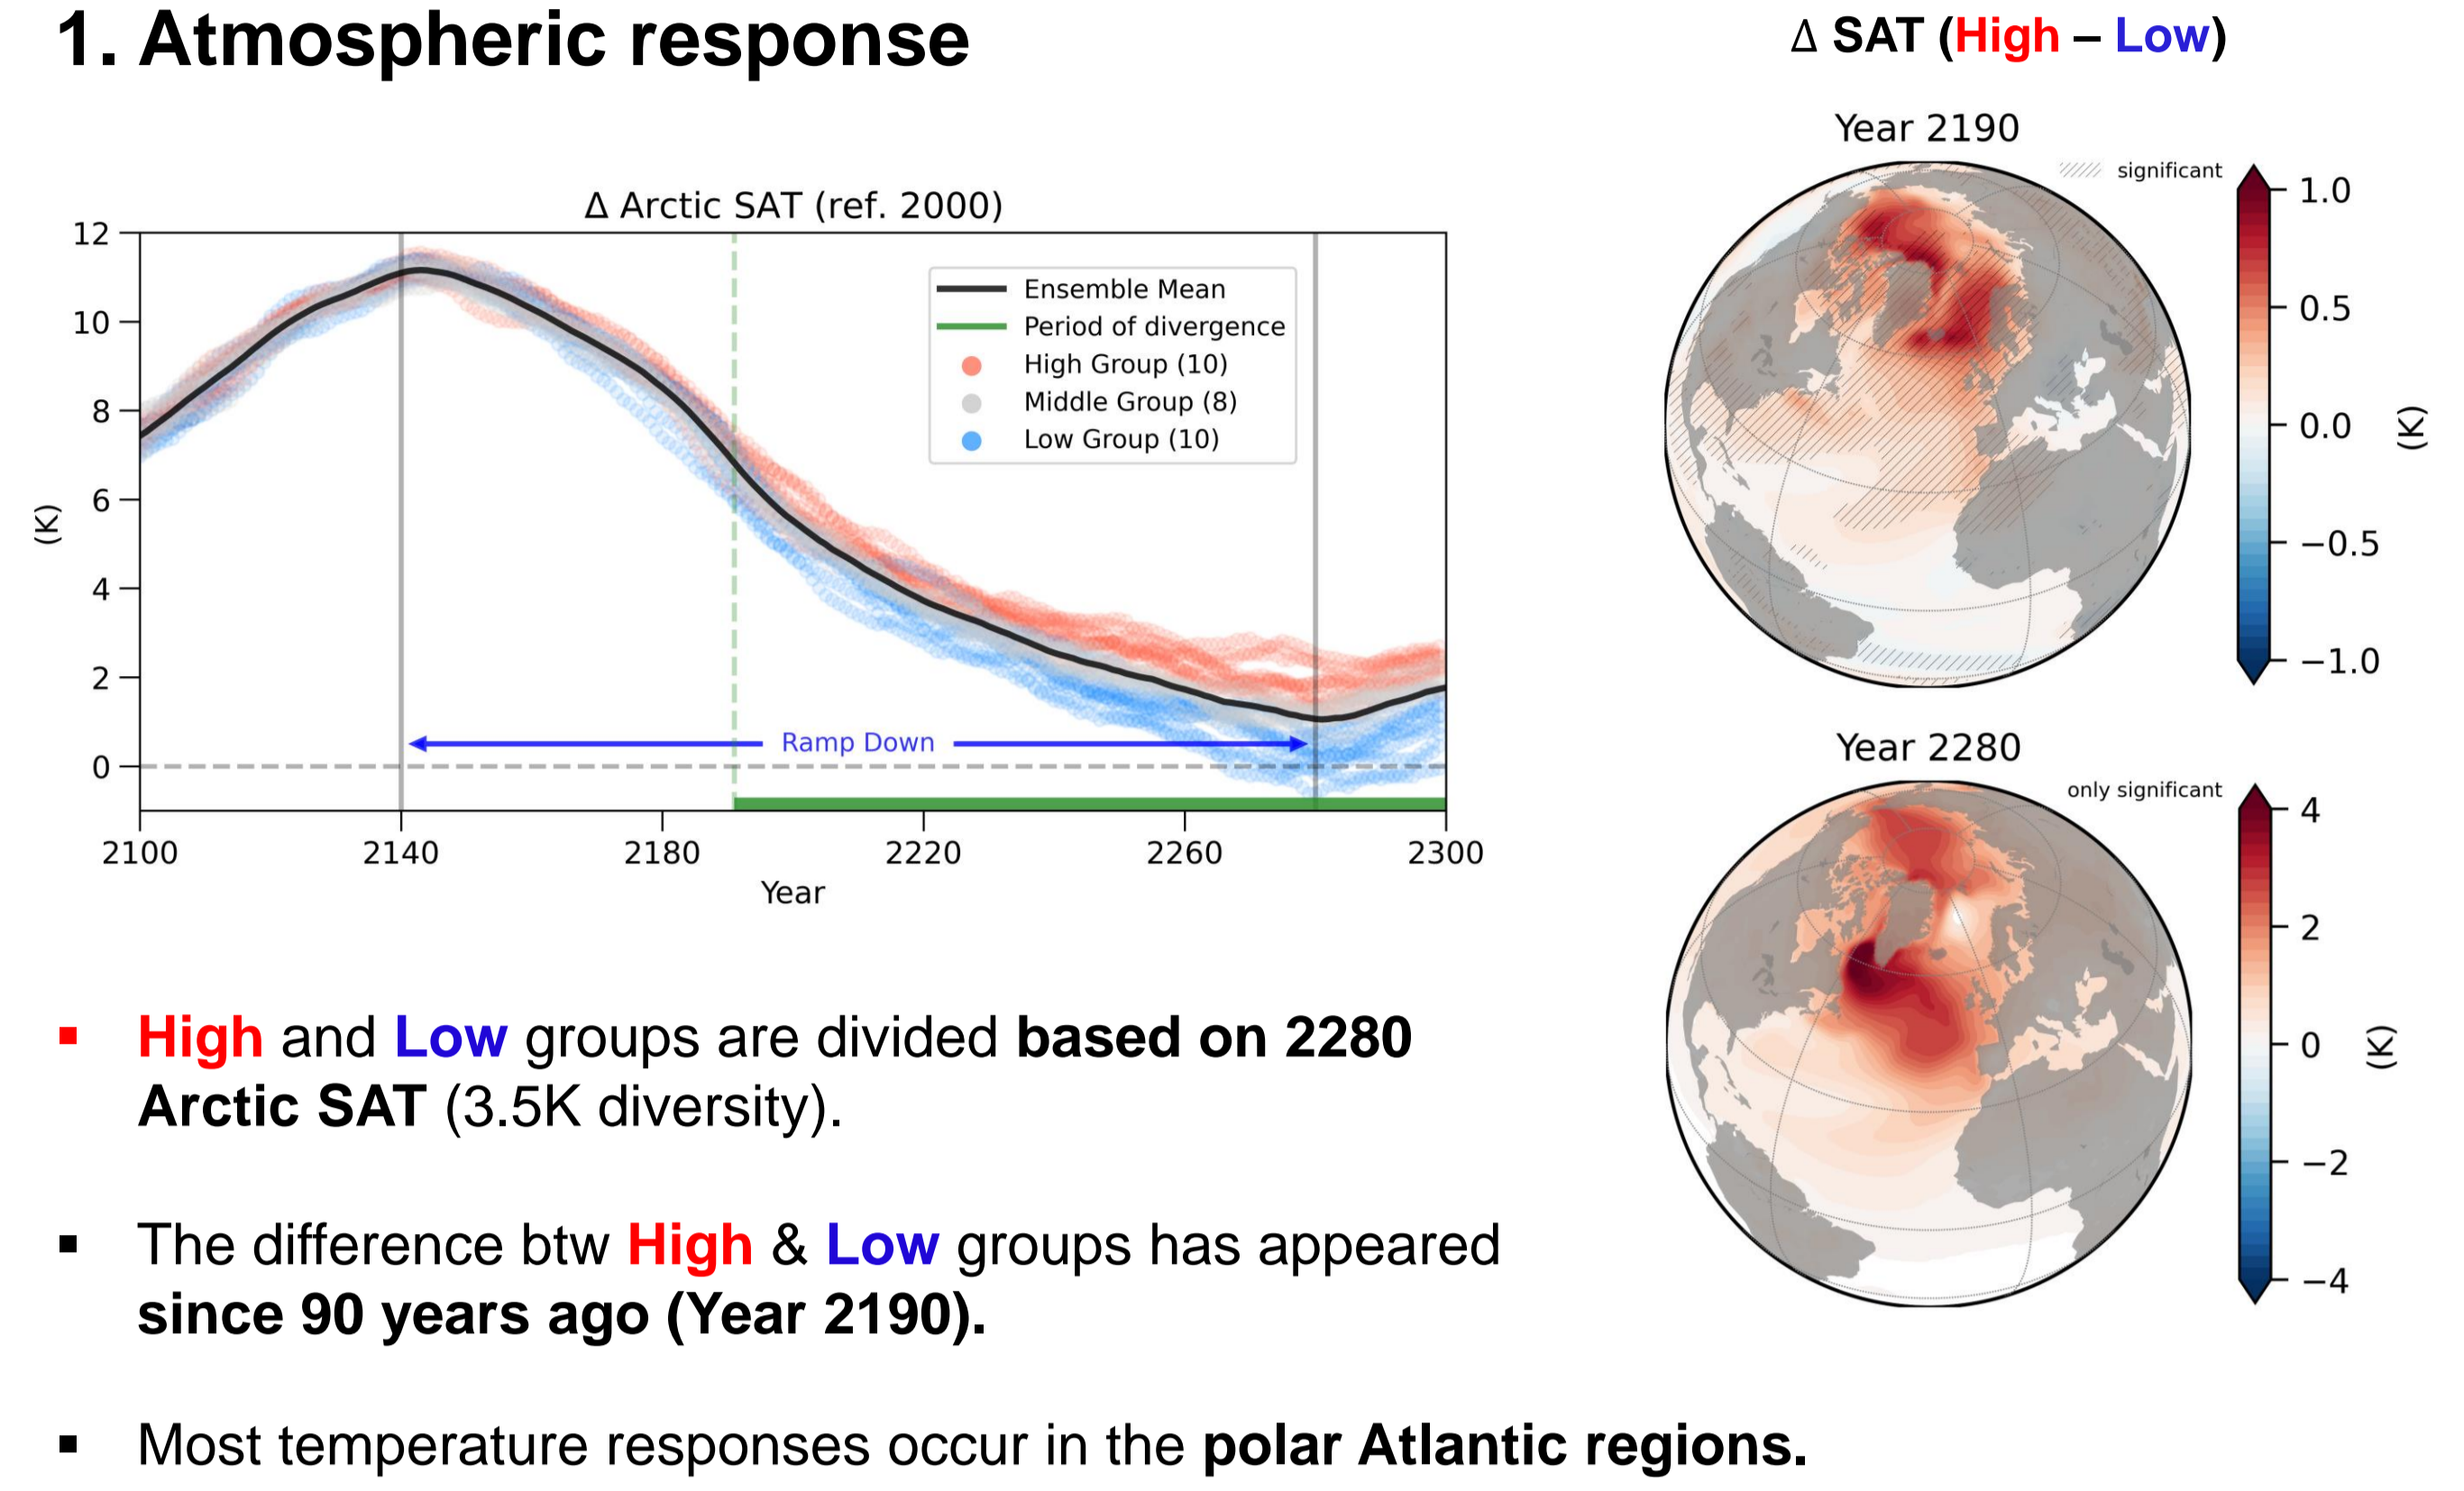 1. Atmospheric response
Δ SAT (High – Low)
Δ Arctic SAT (ref. 2000)
12
10
8
6
4
2
0
(K)
Ensemble Mean
Period of divergence
High Group (10)
Middle Group (8)
Low Group (10)
Ramp Down
2100
2140
2180
2220
2260
2300
Year
Year 2190
significant
1.0
0.5
0.0
−0.5
−1.0
(K)
Year 2280
only significant
4
2
0
−2
−4
(K)
▪ High and Low groups are divided based on 2280
Arctic SAT (3.5K diversity).
▪ The difference btw High & Low groups has appeared
since 90 years ago (Year 2190).
▪ Most temperature responses occur in the polar Atlantic regions.